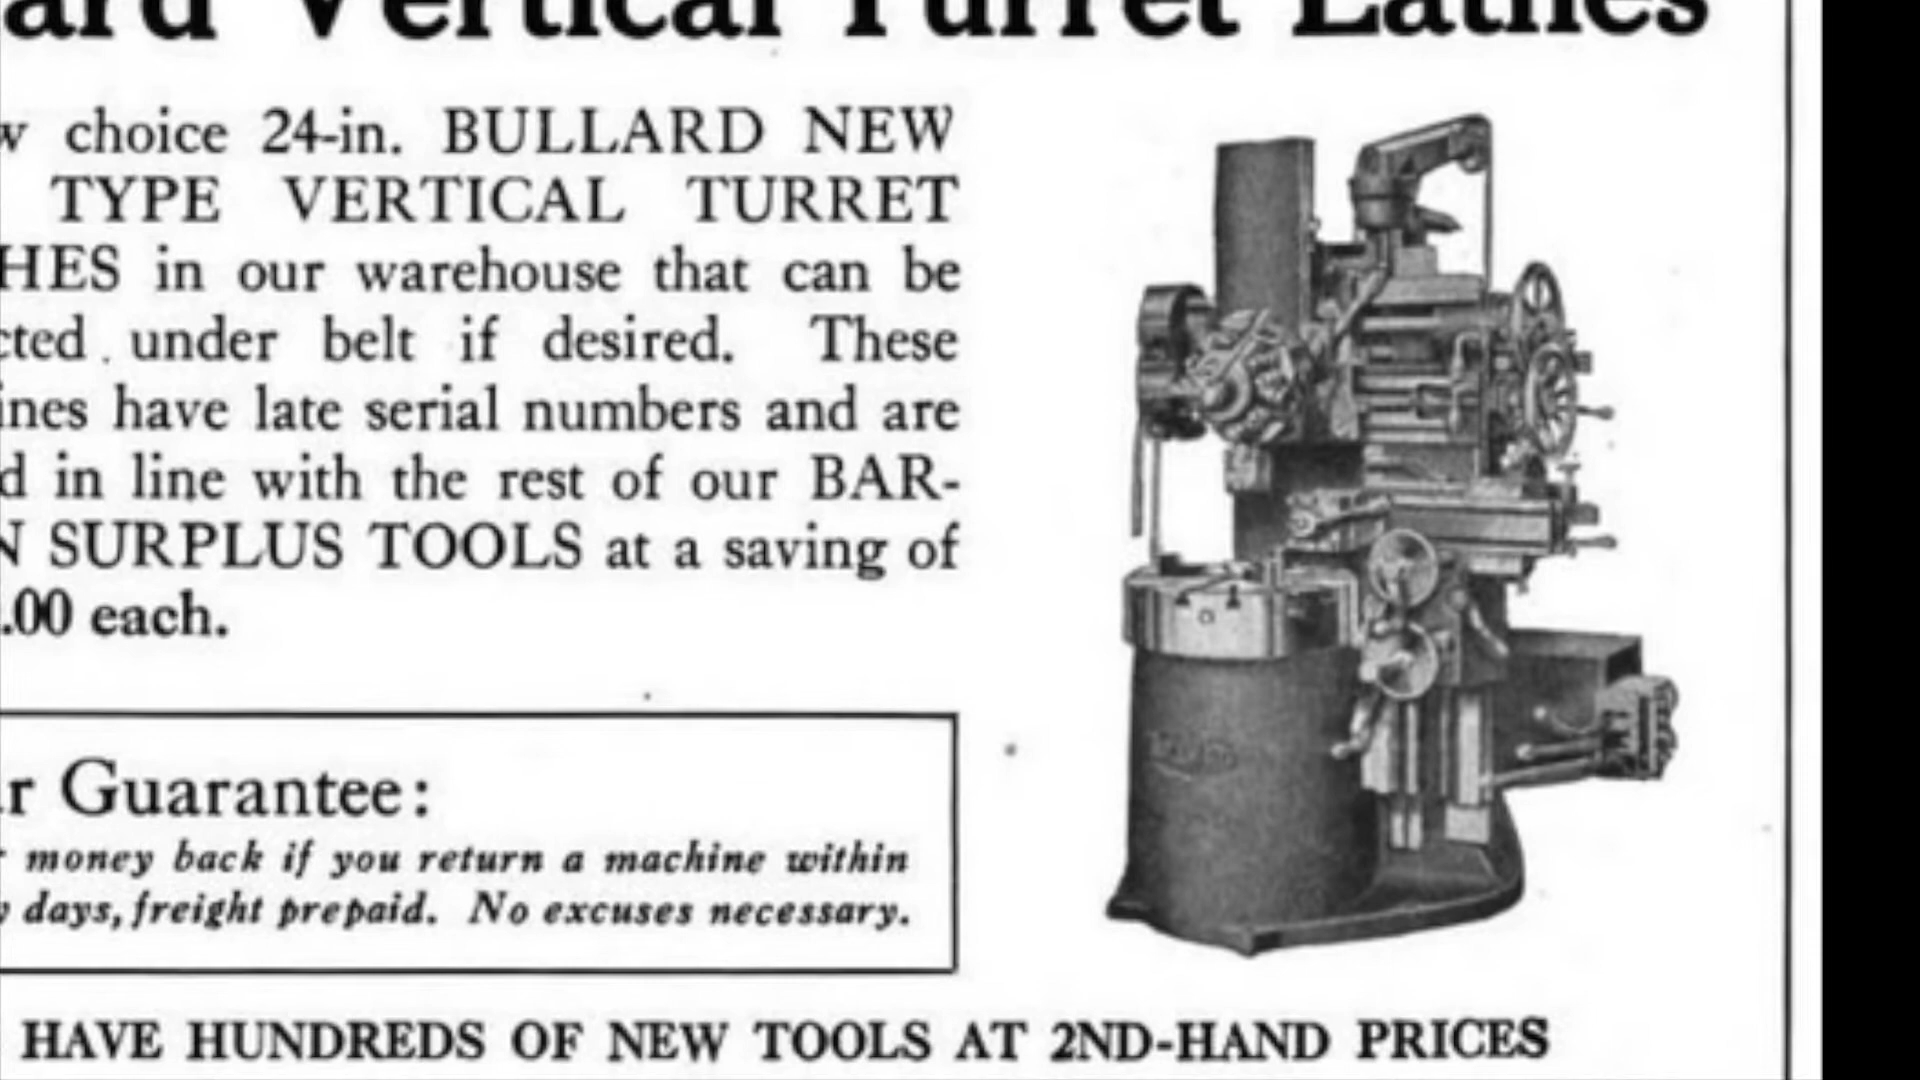 ard Vertical Turret Lathes
w choice 24-in. BULLARD NEW
TYPE VERTICAL TURRET
HES in our warehouse that can be
cted under belt if desired. These
ines have late serial numbers and are
d in line with the rest of our BAR-
N SURPLUS TOOLS at a saving of
.00 each.
r Guarantee:
r money back if you return a machine within
y days, freight prepaid. No excuses necessary.
HAVE HUNDREDS OF NEW TOOLS AT 2ND-HAND PRICES